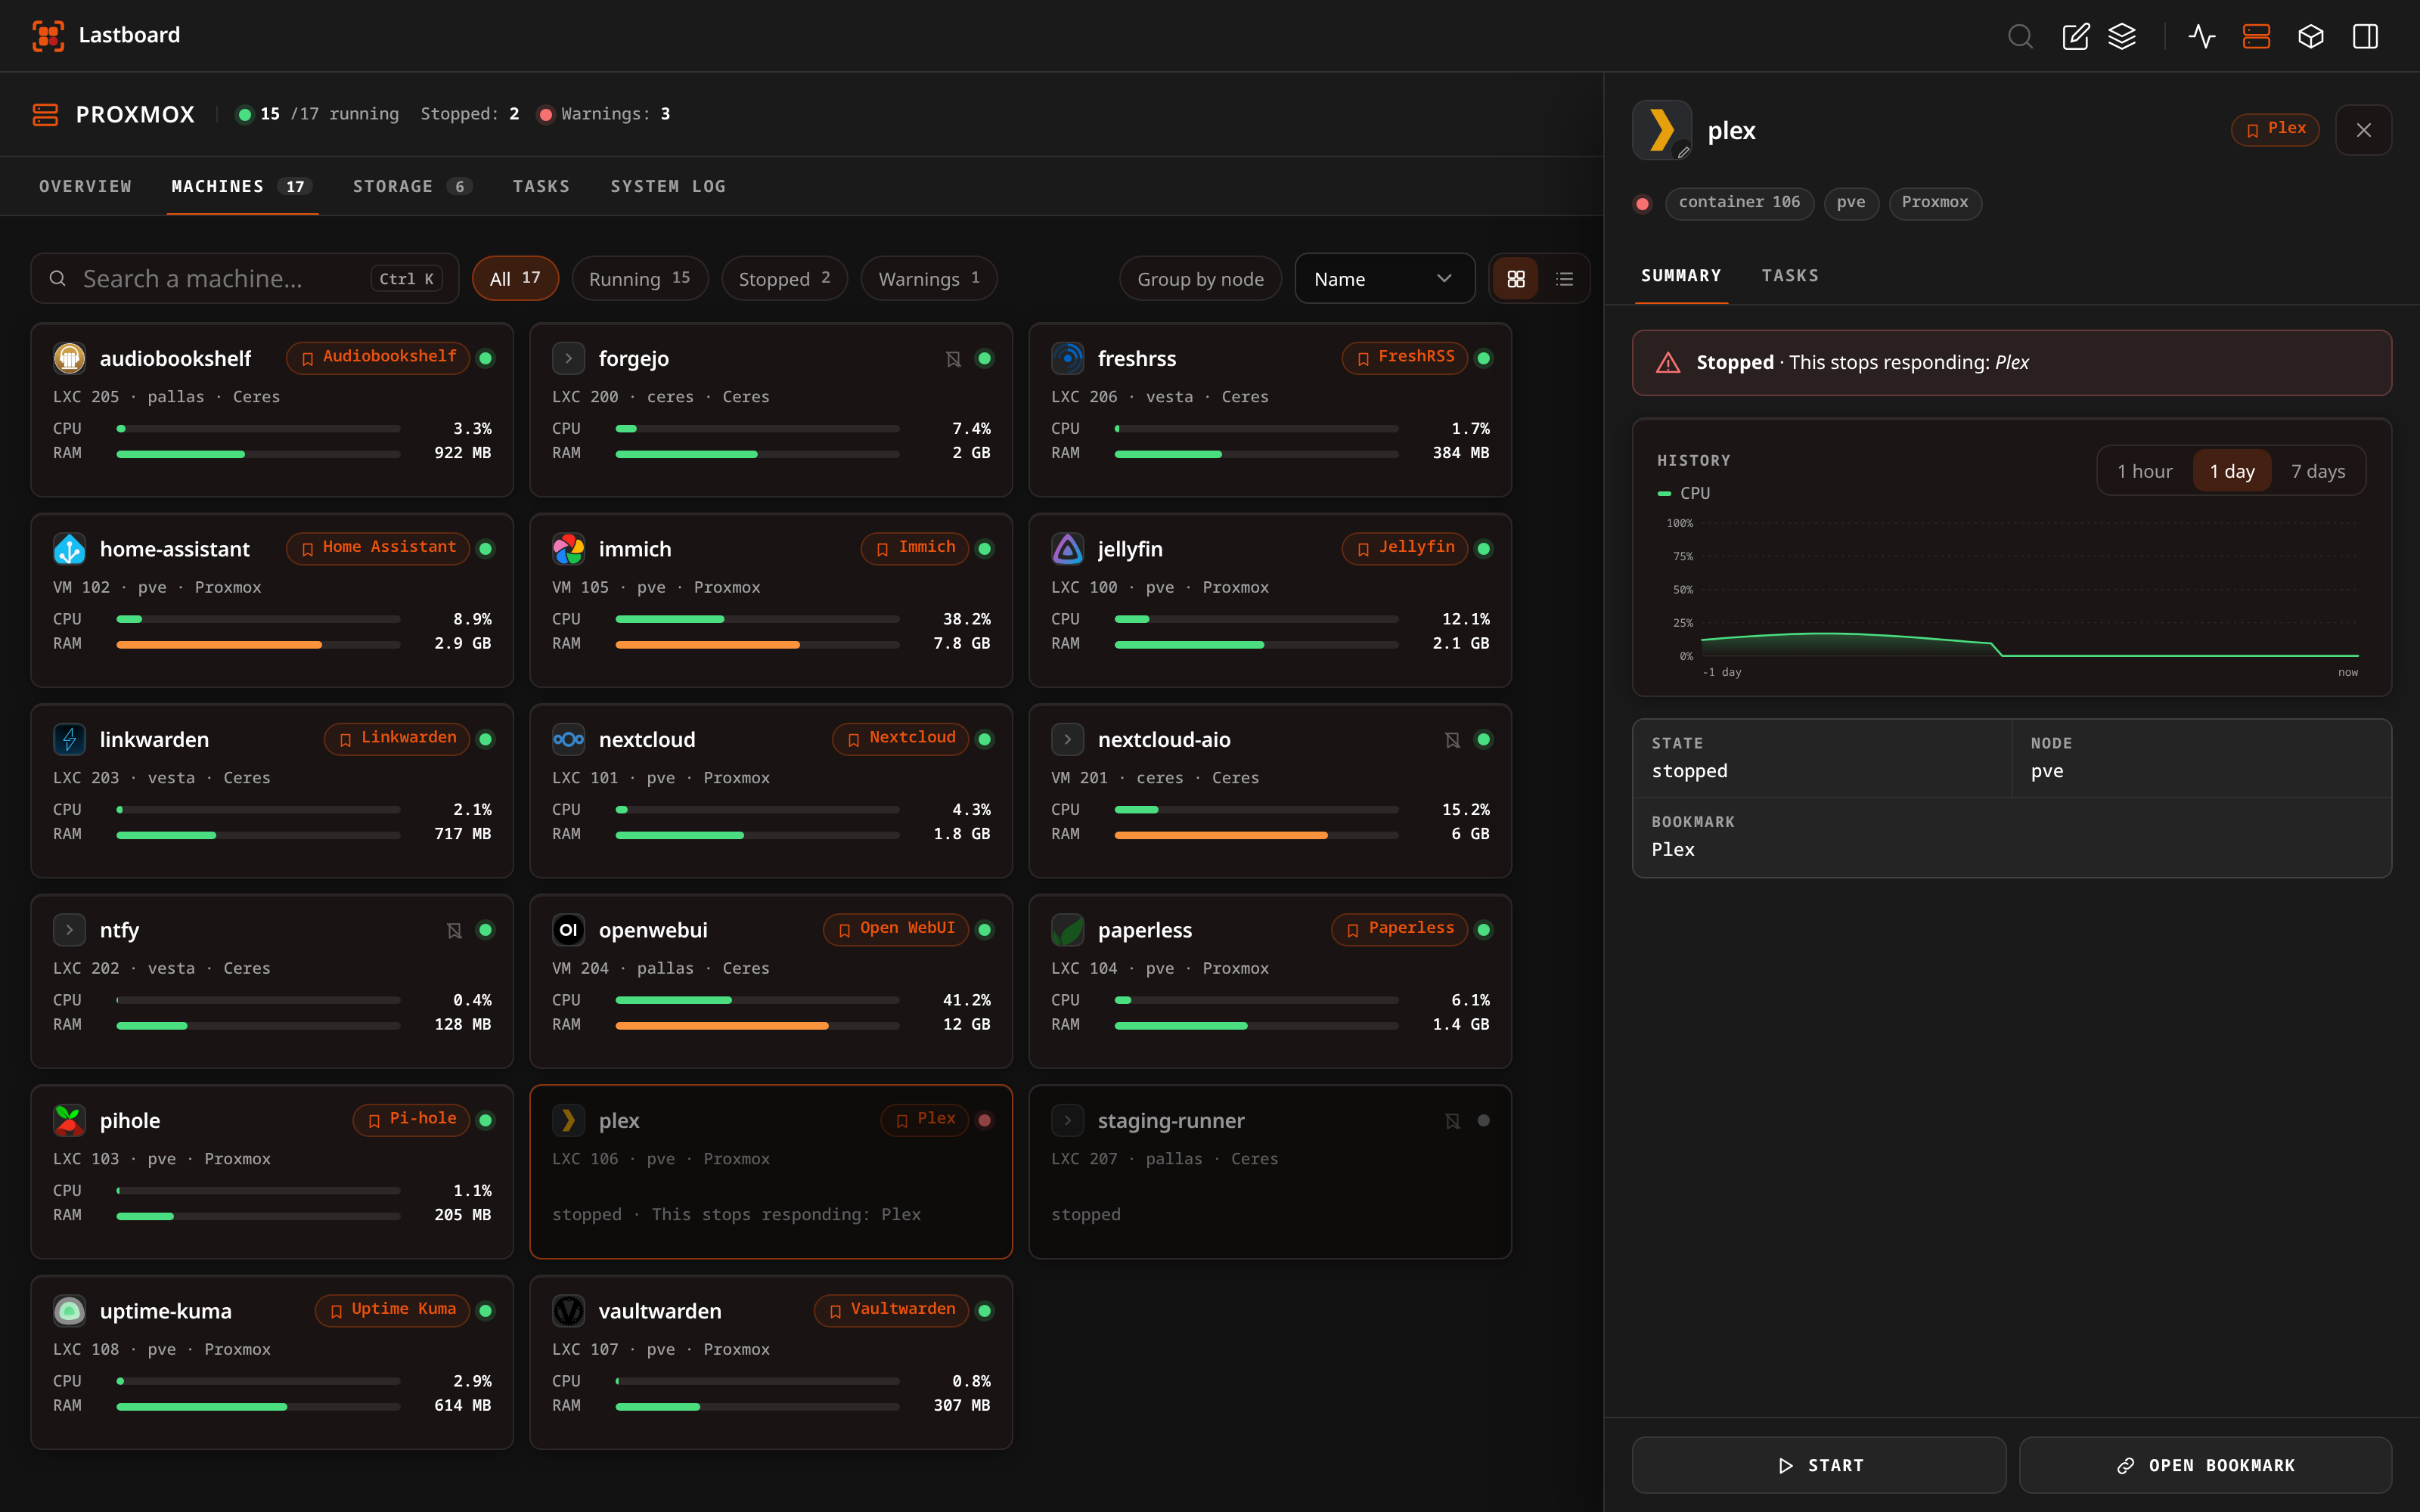 Lastboard
PROXMOX 15 /17 running Stopped: 2 Warnings: 3
OVERVIEW MACHINES 17 STORAGE 6 TASKS SYSTEM LOG
Search a machine... Ctrl K All 17 Running 15 Stopped 2 Warnings 1 Group by node Name
audiobookshelf Audiobookshelf
LXC 205 · pallas · Ceres
CPU 3.3%
RAM 922 MB
forgejo
LXC 200 · ceres · Ceres
CPU 7.4%
RAM 2 GB
freshrss FreshRSS
LXC 206 · vesta · Ceres
CPU 1.7%
RAM 384 MB
home-assistant Home Assistant
VM 102 · pve · Proxmox
CPU 8.9%
RAM 2.9 GB
immich Immich
VM 105 · pve · Proxmox
CPU 38.2%
RAM 7.8 GB
jellyfin Jellyfin
LXC 100 · pve · Proxmox
CPU 12.1%
RAM 2.1 GB
linkwarden Linkwarden
LXC 203 · vesta · Ceres
CPU 2.1%
RAM 717 MB
nextcloud Nextcloud
LXC 101 · pve · Proxmox
CPU 4.3%
RAM 1.8 GB
nextcloud-aio
VM 201 · ceres · Ceres
CPU 15.2%
RAM 6 GB
ntfy
LXC 202 · vesta · Ceres
CPU 0.4%
RAM 128 MB
OI openwebui Open WebUI
VM 204 · pallas · Ceres
CPU 41.2%
RAM 12 GB
paperless Paperless
LXC 104 · pve · Proxmox
CPU 6.1%
RAM 1.4 GB
pihole Pi-hole
LXC 103 · pve · Proxmox
CPU 1.1%
RAM 205 MB
plex Plex
LXC 106 · pve · Proxmox
stopped · This stops responding: Plex
staging-runner
LXC 207 · pallas · Ceres
stopped
uptime-kuma Uptime Kuma
LXC 108 · pve · Proxmox
CPU 2.9%
RAM 614 MB
vaultwarden Vaultwarden
LXC 107 · pve · Proxmox
CPU 0.8%
RAM 307 MB
plex Plex
container 106 pve Proxmox
SUMMARY TASKS
Stopped · This stops responding: Plex
HISTORY 1 hour 1 day 7 days
CPU
100%
75%
50%
25%
0%
-1 day now
STATE
stopped
NODE
pve
BOOKMARK
Plex
START OPEN BOOKMARK